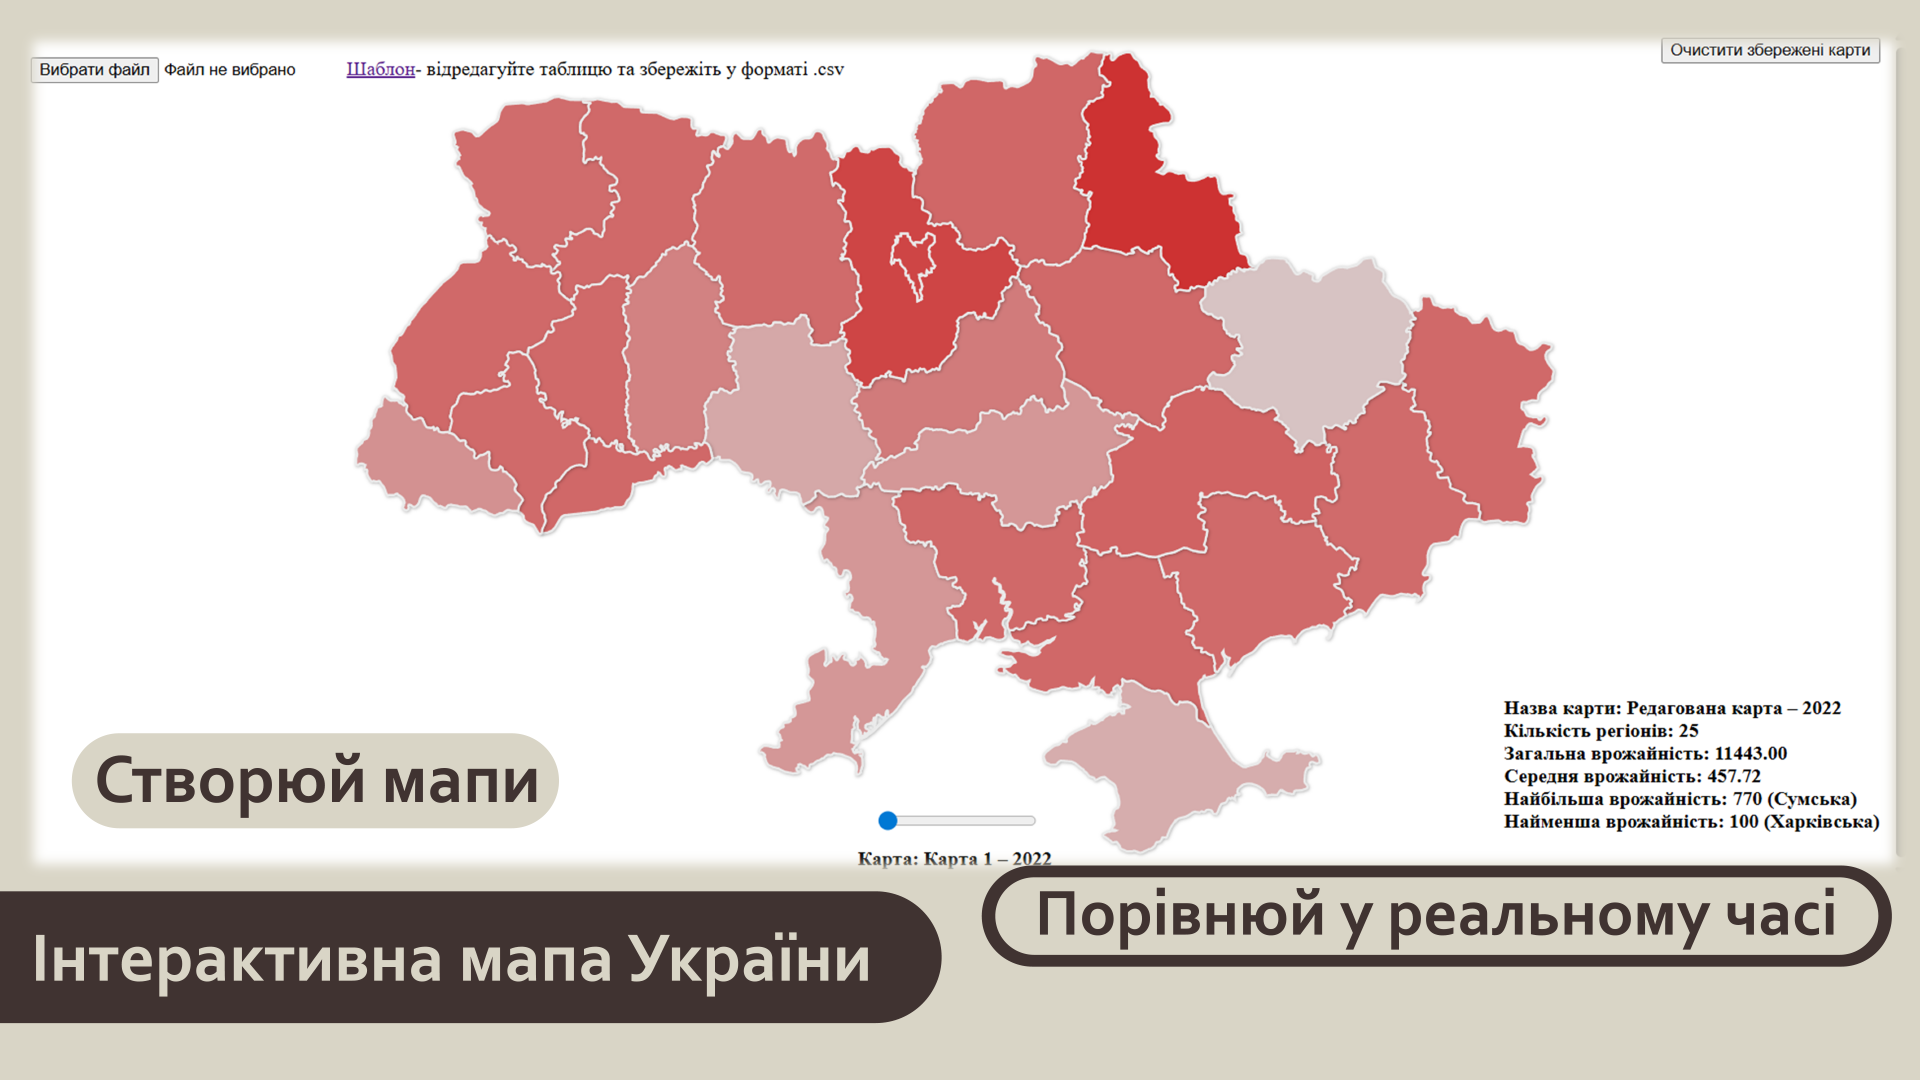 Очистити збережені карти
Вибрати файл Файл не вибрано
Шаблон- відредагуйте таблицю та збережіть у форматі .csv
Назва карти: Редагована карта – 2022
Кількість регіонів: 25
Загальна врожайність: 11443.00
Середня врожайність: 457.72
Найбільша врожайність: 770 (Сумська)
Найменша врожайність: 100 (Харківська)
Створюй мапи
Карта: Карта 1 – 2022
Порівнюй у реальному часі
Інтерактивна мапа України